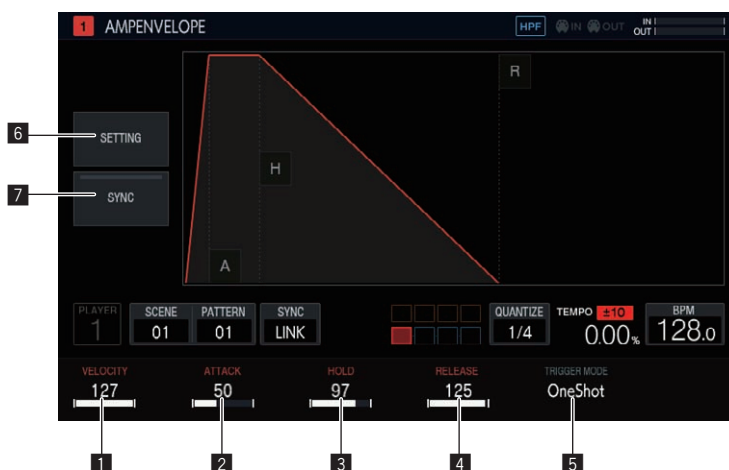 1 AMPENVELOPE HPF IN OUT IN
OUT
R
6 SETTING
H
7 SYNC
A
PLAYER 1 SCENE 01 PATTERN 01 SYNC LINK QUANTIZE 1/4 TEMPO ±10 0.00% BPM 128.0
VELOCITY ATTACK HOLD RELEASE TRIGGER MODE
127 50 97 125 OneShot
1 2 3 4 5